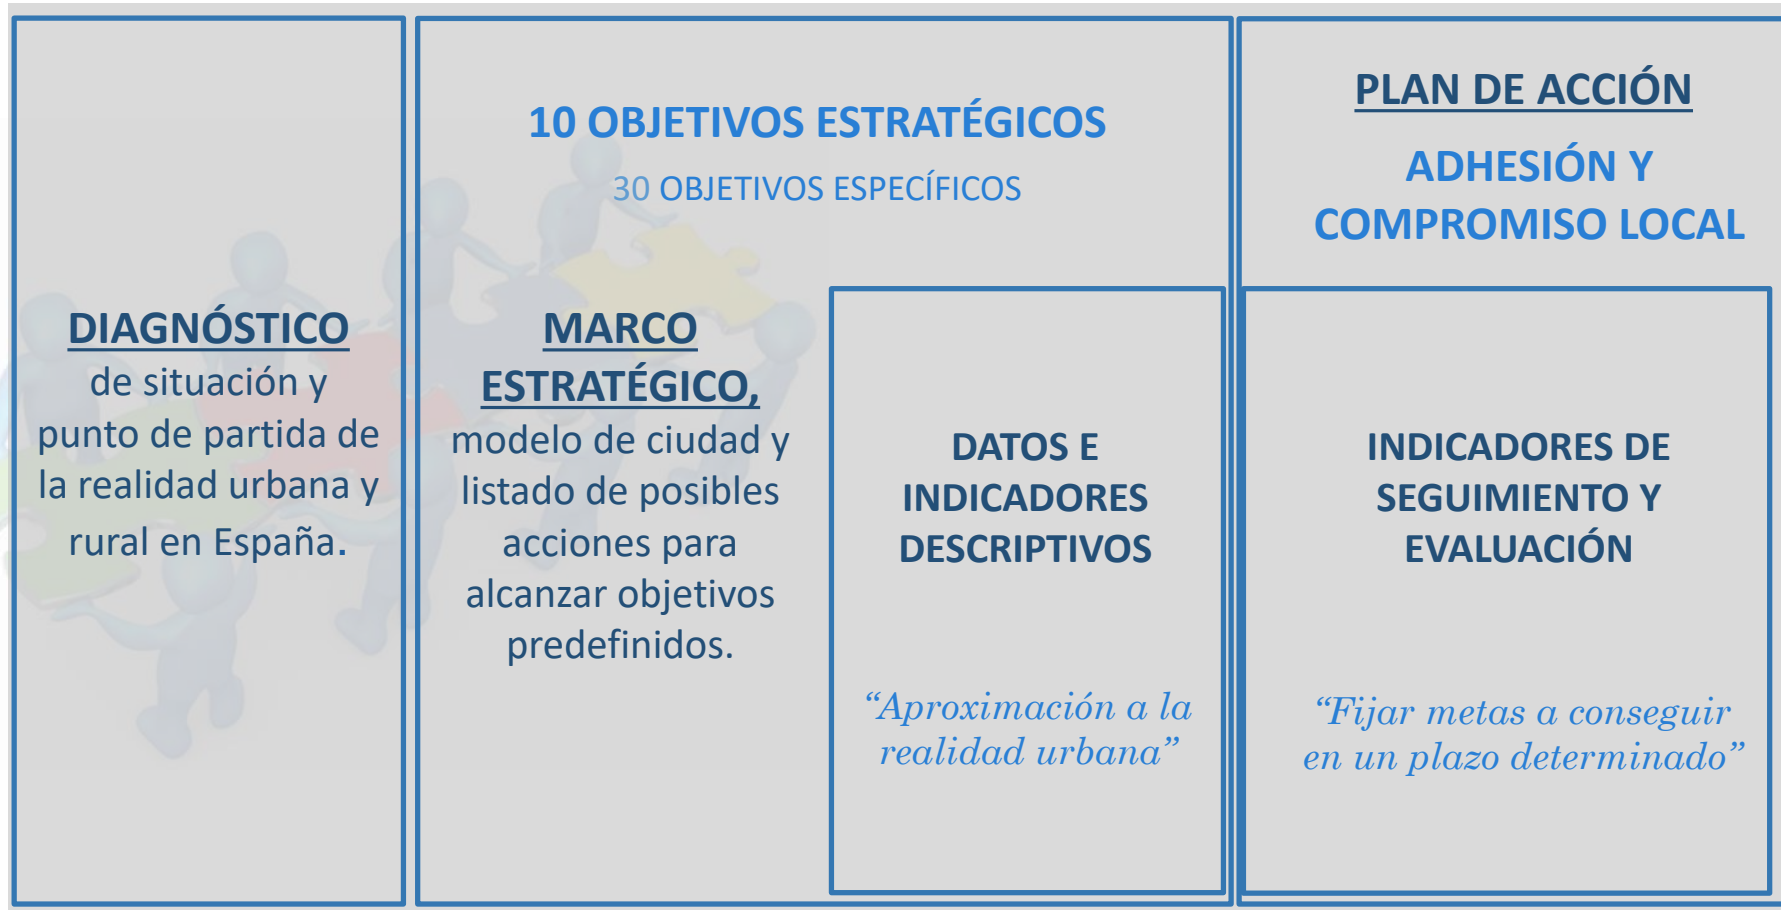 DIAGNÓSTICO
de situación y
punto de partida de
la realidad urbana y
rural en España.
10 OBJETIVOS ESTRATÉGICOS
30 OBJETIVOS ESPECÍFICOS
MARCO
ESTRATÉGICO,
modelo de ciudad y
listado de posibles
acciones para
alcanzar objetivos
predefinidos.
DATOS E
INDICADORES
DESCRIPTIVOS
“Aproximación a la
realidad urbana”
PLAN DE ACCIÓN
ADHESIÓN Y
COMPROMISO LOCAL
INDICADORES DE
SEGUIMIENTO Y
EVALUACIÓN
“Fijar metas a conseguir
en un plazo determinado”